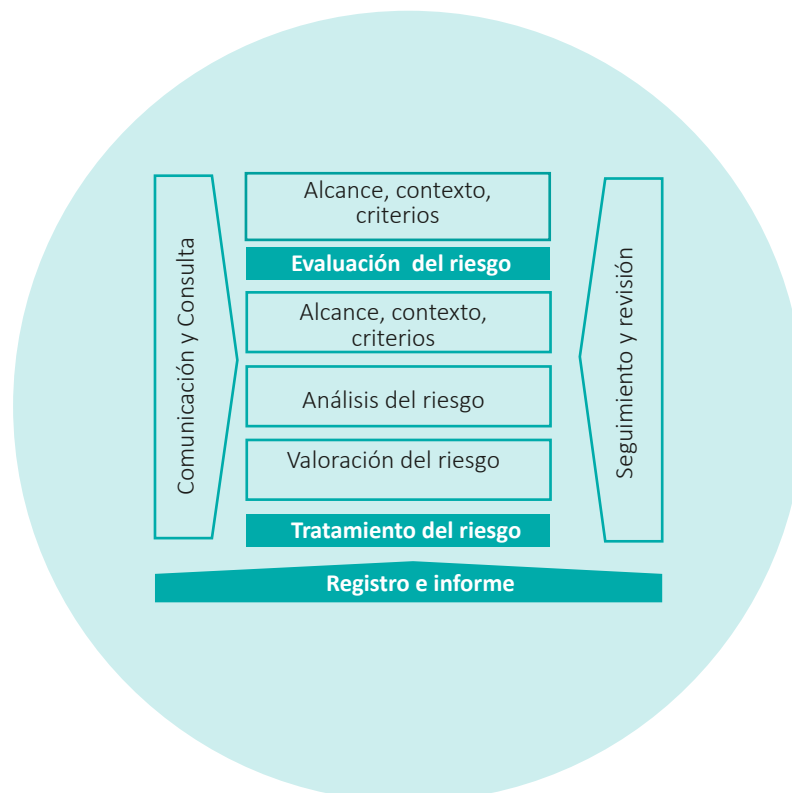 Alcance, contexto,
criterios
Evaluación del riesgo
Alcance, contexto,
criterios
Análisis del riesgo
Valoración del riesgo
Tratamiento del riesgo
Registro e informe
Comunicación y Consulta
Seguimiento y revisión